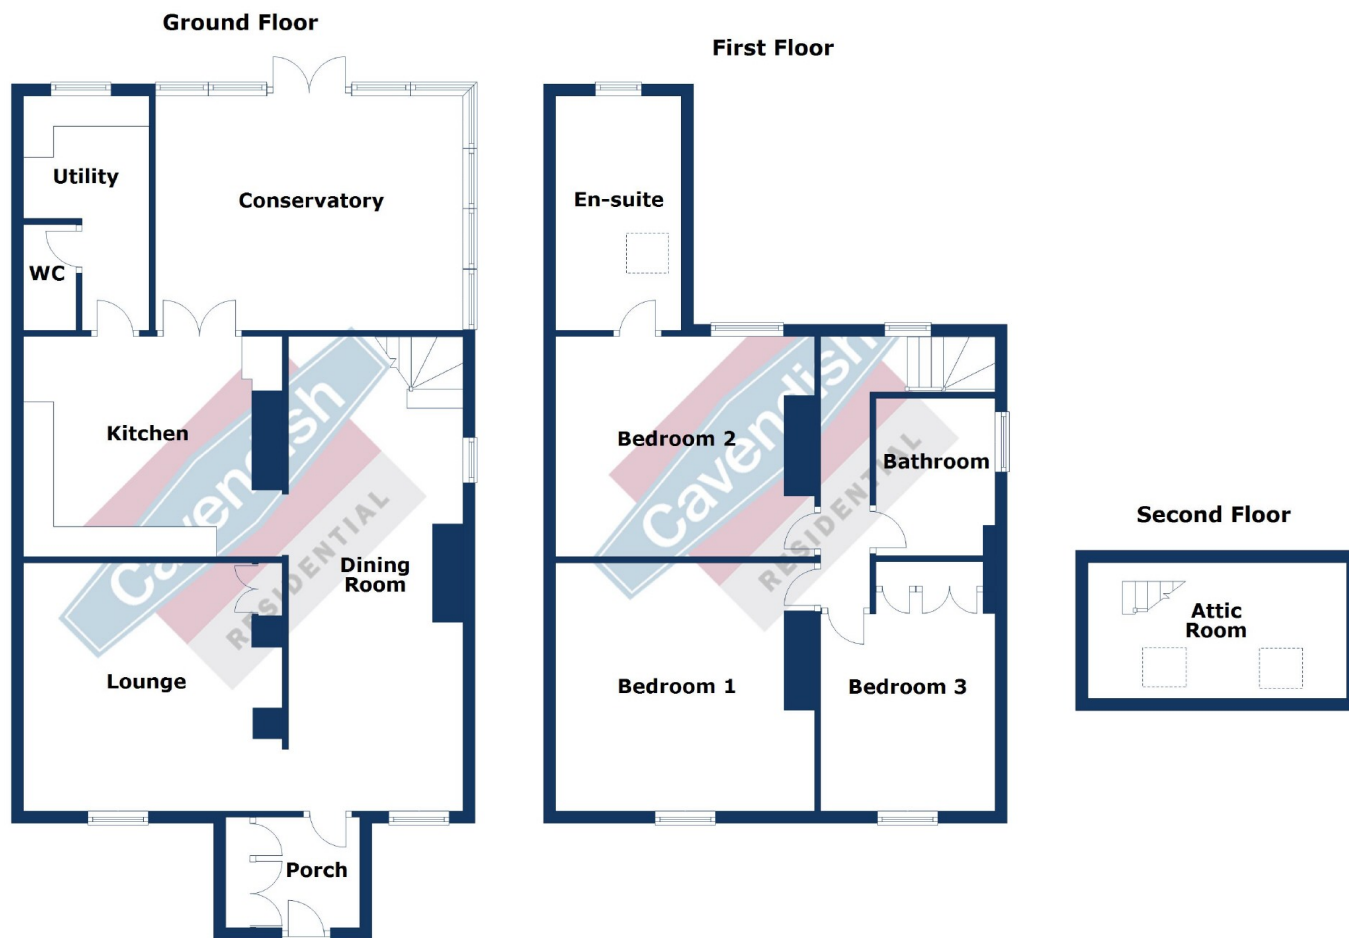 Ground Floor
Utility
Conservatory
WC
Kitchen
Dining
Room
Lounge
Porch
Cavendish
RESIDENTIAL
First Floor
En-suite
Bedroom 2
Bathroom
Bedroom 1
Bedroom 3
Cavendish
RESIDENTIAL
Second Floor
Attic
Room